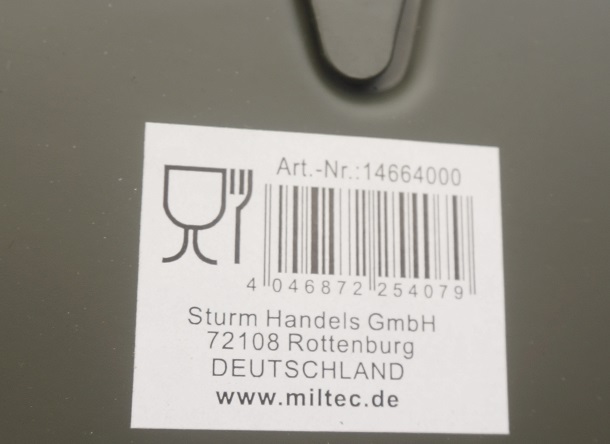 Art.-Nr.:14664000
4 046872 254079
Sturm Handels GmbH
72108 Rottenburg
DEUTSCHLAND
www.miltec.de